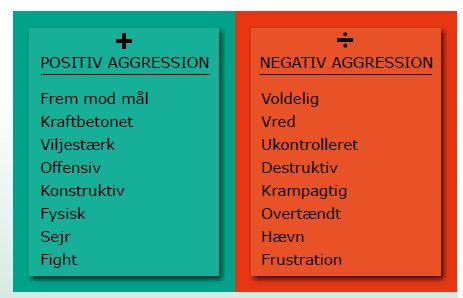 +
POSITIV AGGRESSION
Frem mod mål
Kraftbetonet
Viljestærk
Offensiv
Konstruktiv
Fysisk
Sejr
Fight
÷
NEGATIV AGGRESSION
Voldelig
Vred
Ukontrolleret
Destruktiv
Krampagtig
Overtændt
Hævn
Frustration